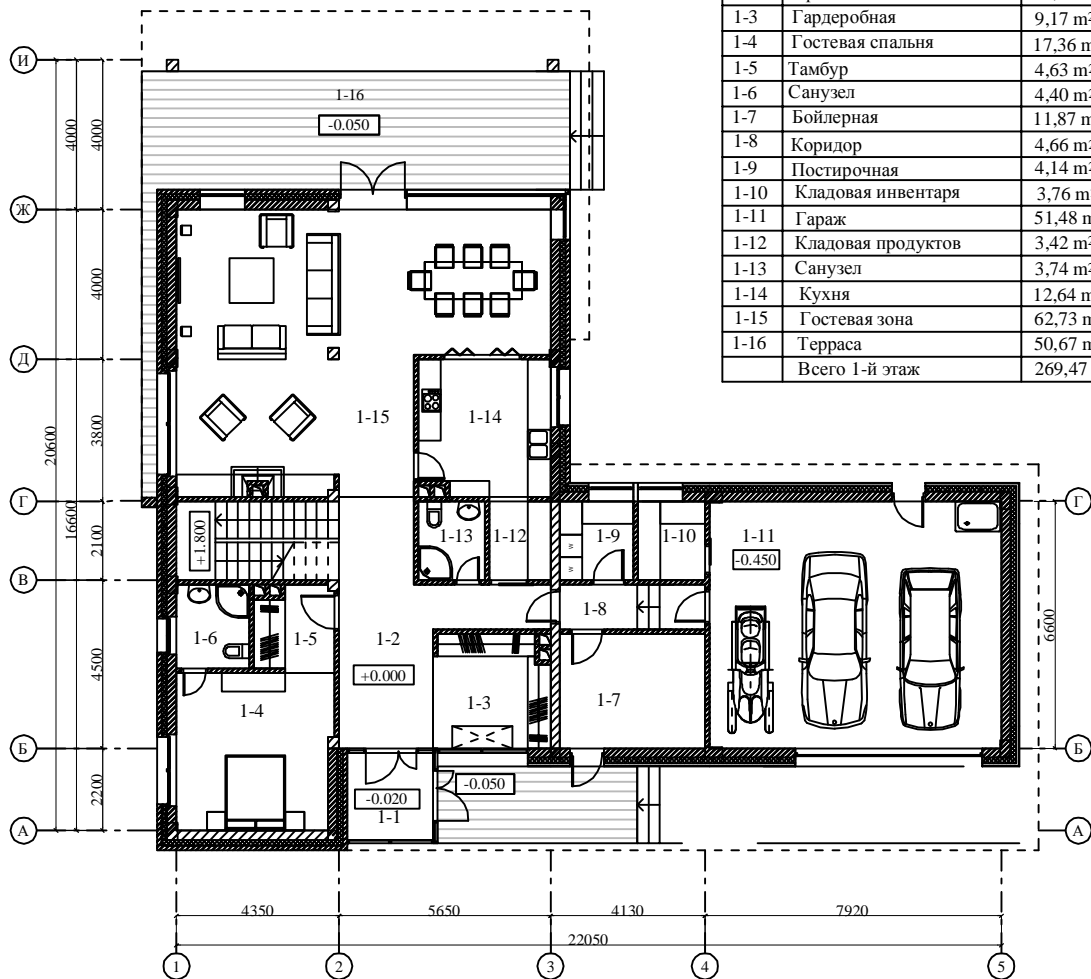 1-3 Гардеробная 9,17 m²
1-4 Гостевая спальня 17,36 m
1-5 Тамбур 4,63 m²
1-6 Санузел 4,40 m²
1-7 Бойлерная 11,87 m
1-8 Коридор 4,66 m²
1-9 Постирочная 4,14 m²
1-10 Кладовая инвентаря 3,76 m
1-11 Гараж 51,48 m
1-12 Кладовая продуктов 3,42 m²
1-13 Санузел 3,74 m²
1-14 Кухня 12,64 m
1-15 Гостевая зона 62,73 m
1-16 Терраса 50,67 m
Всего 1-й этаж 269,47
И
1-16
-0.050
4000
4000
Ж
4000
Д
20600
3800
1-15
1-14
Г
Г
16600
2100
+1.800
1-13
1-12
w
w
1-9
1-10
1-11
-0.450
В
6600
1-6
1-5
1-2
+0.000
1-8
4500
1-4
1-3
1-7
Б
Б
2200
-0.020
1-1
-0.050
А
А
4350
5650
4130
7920
22050
1
2
3
4
5